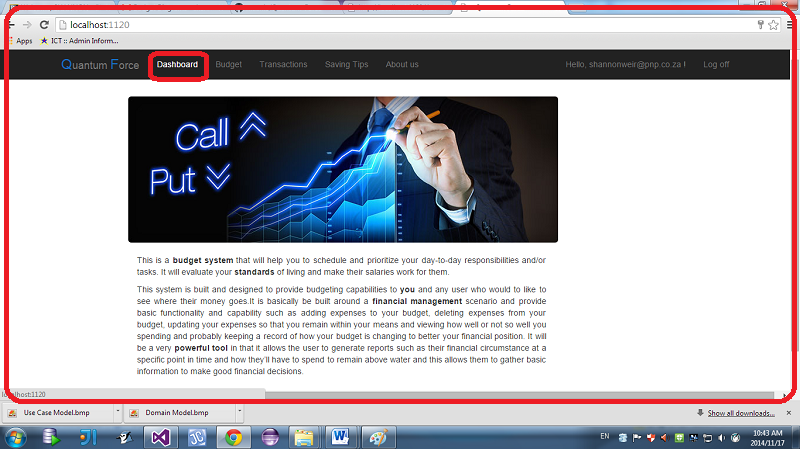 localhost:1120
Apps ICT :: Admin Inform...
Quantum Force Dashboard Budget Transactions Saving Tips About us Hello, shannonweir@pnp.co.za ! Log off
Call
Put
This is a budget system that will help you to schedule and prioritize your day-to-day responsibilities and/or
tasks. It will evaluate your standards of living and make their salaries work for them.
This system is built and designed to provide budgeting capabilities to you and any user who would like to
see where their money goes.It is basically be built around a financial management scenario and provide
basic functionality and capability such as adding expenses to your budget, deleting expenses from your
budget, updating your expenses so that you remain within your means and viewing how well or not so well you
spending and probably keeping a record of how your budget is changing to better your financial position. It will
be a very powerful tool in that it allows the user to generate reports such as their financial circumstance at a
specific point in time and how they'll have to spend to remain above water and this allows them to gather basic
information to make good financial decisions.
localhost:1120
Use Case Model.bmp Domain Model.bmp Show all downloads...
EN 10:43 AM
2014/11/17